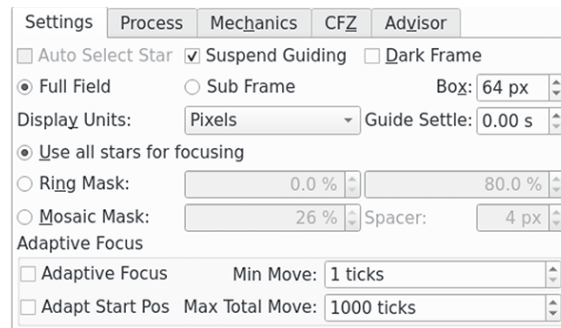 Settings Process Mechanics CFZ Advisor
Auto Select Star Suspend Guiding Dark Frame
Full Field Sub Frame Box: 64 px
Display Units: Pixels Guide Settle: 0.00 s
Use all stars for focusing
Ring Mask: 0.0 % 80.0 %
Mosaic Mask: 26 % Spacer: 4 px
Adaptive Focus
Adaptive Focus Min Move: 1 ticks
Adapt Start Pos Max Total Move: 1000 ticks